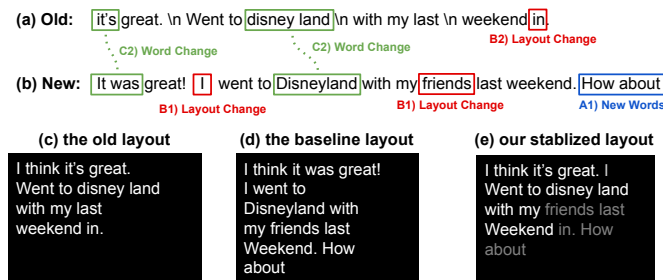 (a) Old: it's great. \n Went to disney land \n with my last \n weekend in.
C2) Word Change
C2) Word Change
B2) Layout Change
(b) New: It was great! I went to Disneyland with my friends last weekend. How about
B1) Layout Change
B1) Layout Change
A1) New Words
(c) the old layout
I think it's great.
Went to disney land
with my last
weekend in.
(d) the baseline layout
I think it was great!
I went to
Disneyland with
my friends last
Weekend. How
about
(e) our stablized layout
I think it's great. I
Went to disney land
with my friends last
Weekend in. How
about